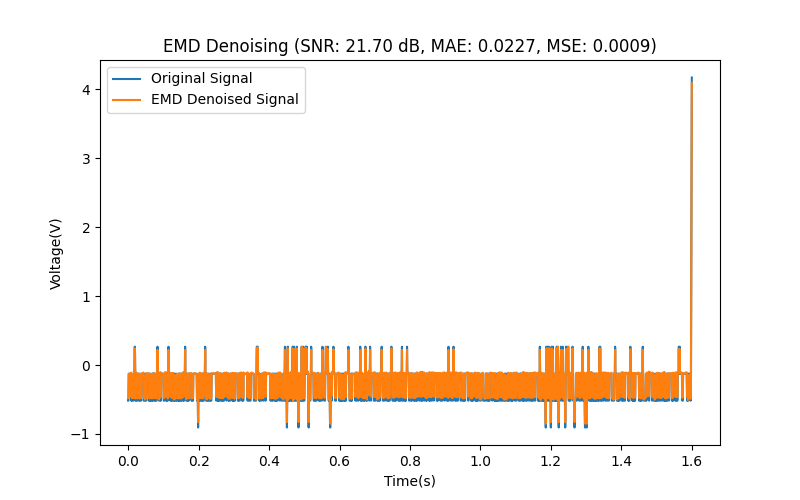 EMD Denoising (SNR: 21.70 dB, MAE: 0.0227, MSE: 0.0009)
Original Signal
EMD Denoised Signal
4
3
2
1
0
−1
Voltage(V)
0.0 0.2 0.4 0.6 0.8 1.0 1.2 1.4 1.6
Time(s)